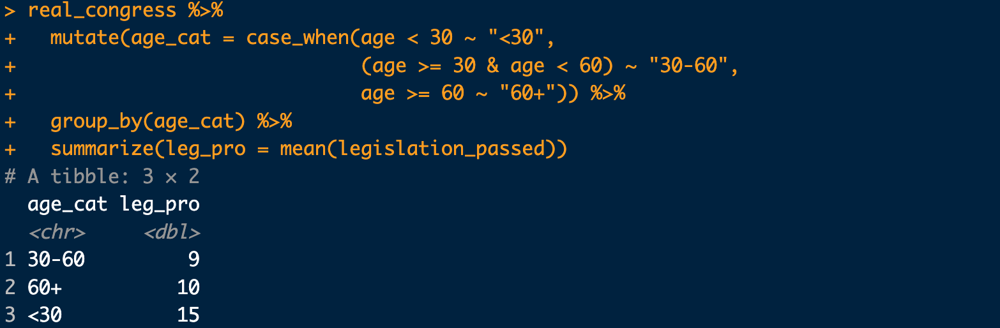 > real_congress %>%
+   mutate(age_cat = case_when(age < 30 ~ "<30",
+                              (age >= 30 & age < 60) ~ "30-60",
+                              age >= 60 ~ "60+")) %>%
+   group_by(age_cat) %>%
+   summarize(leg_pro = mean(legislation_passed))
# A tibble: 3 × 2
  age_cat leg_pro
  <chr>     <dbl>
1 30-60         9
2 60+          10
3 <30          15